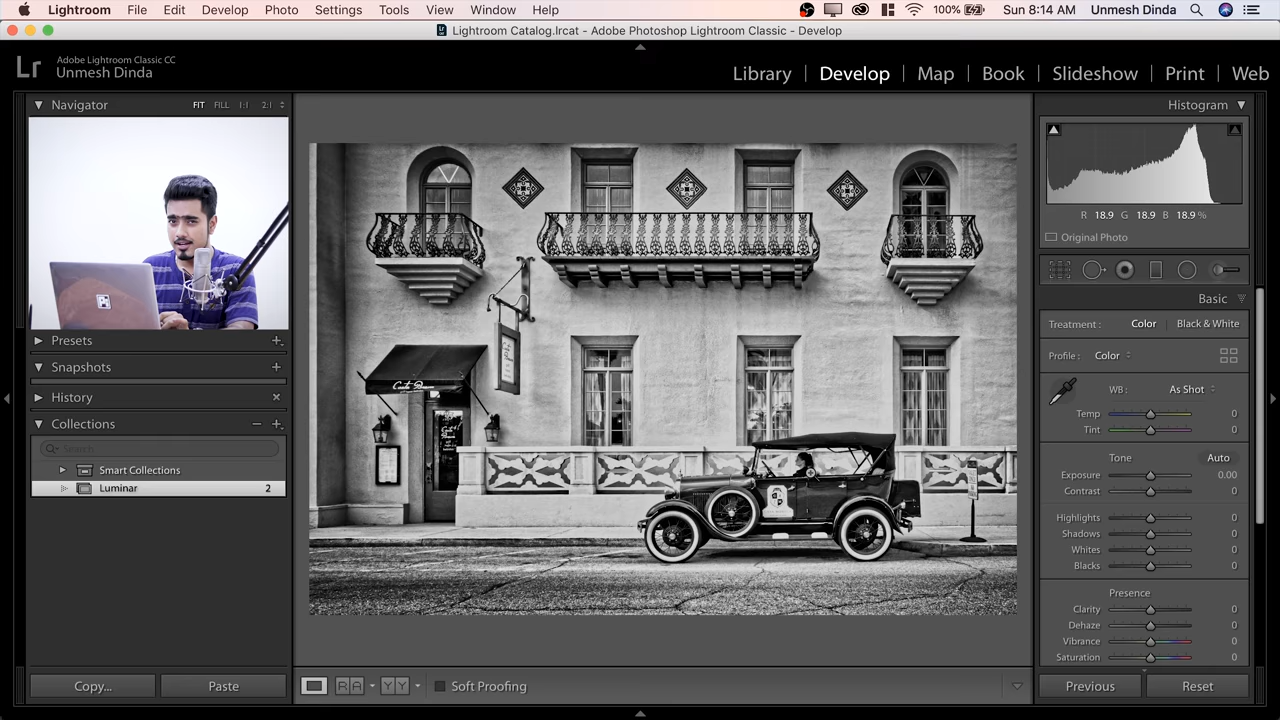 Lightroom File Edit Develop Photo Settings Tools View Window Help 100% Sun 8:14 AM Unmesh Dinda
Lightroom Catalog.lrcat - Adobe Photoshop Lightroom Classic - Develop
Lr Adobe Lightroom Classic CC
Unmesh Dinda
Library | Develop | Map | Book | Slideshow | Print | Web
Navigator FIT FILL 1:1 2:1
Presets
Snapshots
History
Collections
Search
Smart Collections
Luminar 2
Copy... Paste
R A Y Y Soft Proofing
Histogram
R 18.9 G 18.9 B 18.9 %
Original Photo
Basic
Treatment : Color | Black & White
Profile : Color
WB : As Shot
Temp 0
Tint 0
Tone Auto
Exposure 0.00
Contrast 0
Highlights 0
Shadows 0
Whites 0
Blacks 0
Presence
Clarity 0
Dehaze 0
Vibrance 0
Saturation 0
Previous Reset